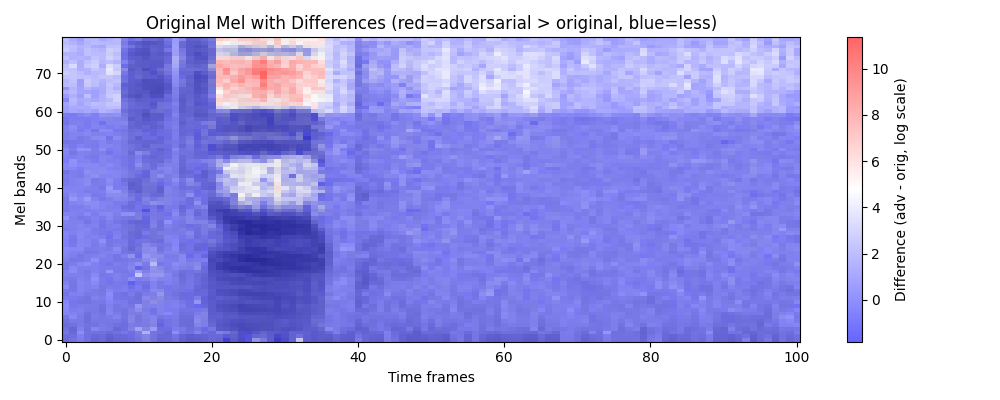 Original Mel with Differences (red=adversarial > original, blue=less)
Mel bands
70
60
50
40
30
20
10
0
0 20 40 60 80 100
Time frames
10
8
6
4
2
0
Difference (adv - orig, log scale)